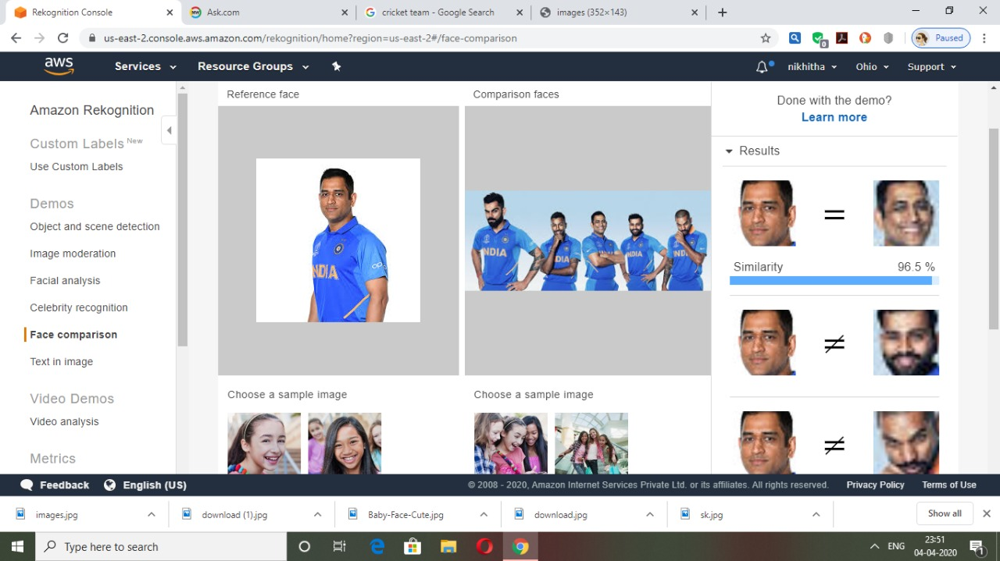 Rekognition Console
Ask.com
cricket team - Google Search
images (352×143)
us-east-2.console.aws.amazon.com/rekognition/home?region=us-east-2#/face-comparison
0
Paused
aws
Services
Resource Groups
nikhitha
Ohio
Support
Amazon Rekognition
Custom Labels New
Use Custom Labels
Demos
Object and scene detection
Image moderation
Facial analysis
Celebrity recognition
Face comparison
Text in image
Video Demos
Video analysis
Metrics
Reference face
Comparison faces
INDIA
INDIA
INDIA
Choose a sample image
Choose a sample image
Done with the demo?
Learn more
Results
=
Similarity 96.5 %
≠
≠
Feedback
English (US)
© 2008 - 2020, Amazon Internet Services Private Ltd. or its affiliates. All rights reserved.
Privacy Policy
Terms of Use
images.jpg
download (1).jpg
Baby-Face-Cute.jpg
download.jpg
sk.jpg
Show all
Type here to search
ENG
23:51
04-04-2020
1